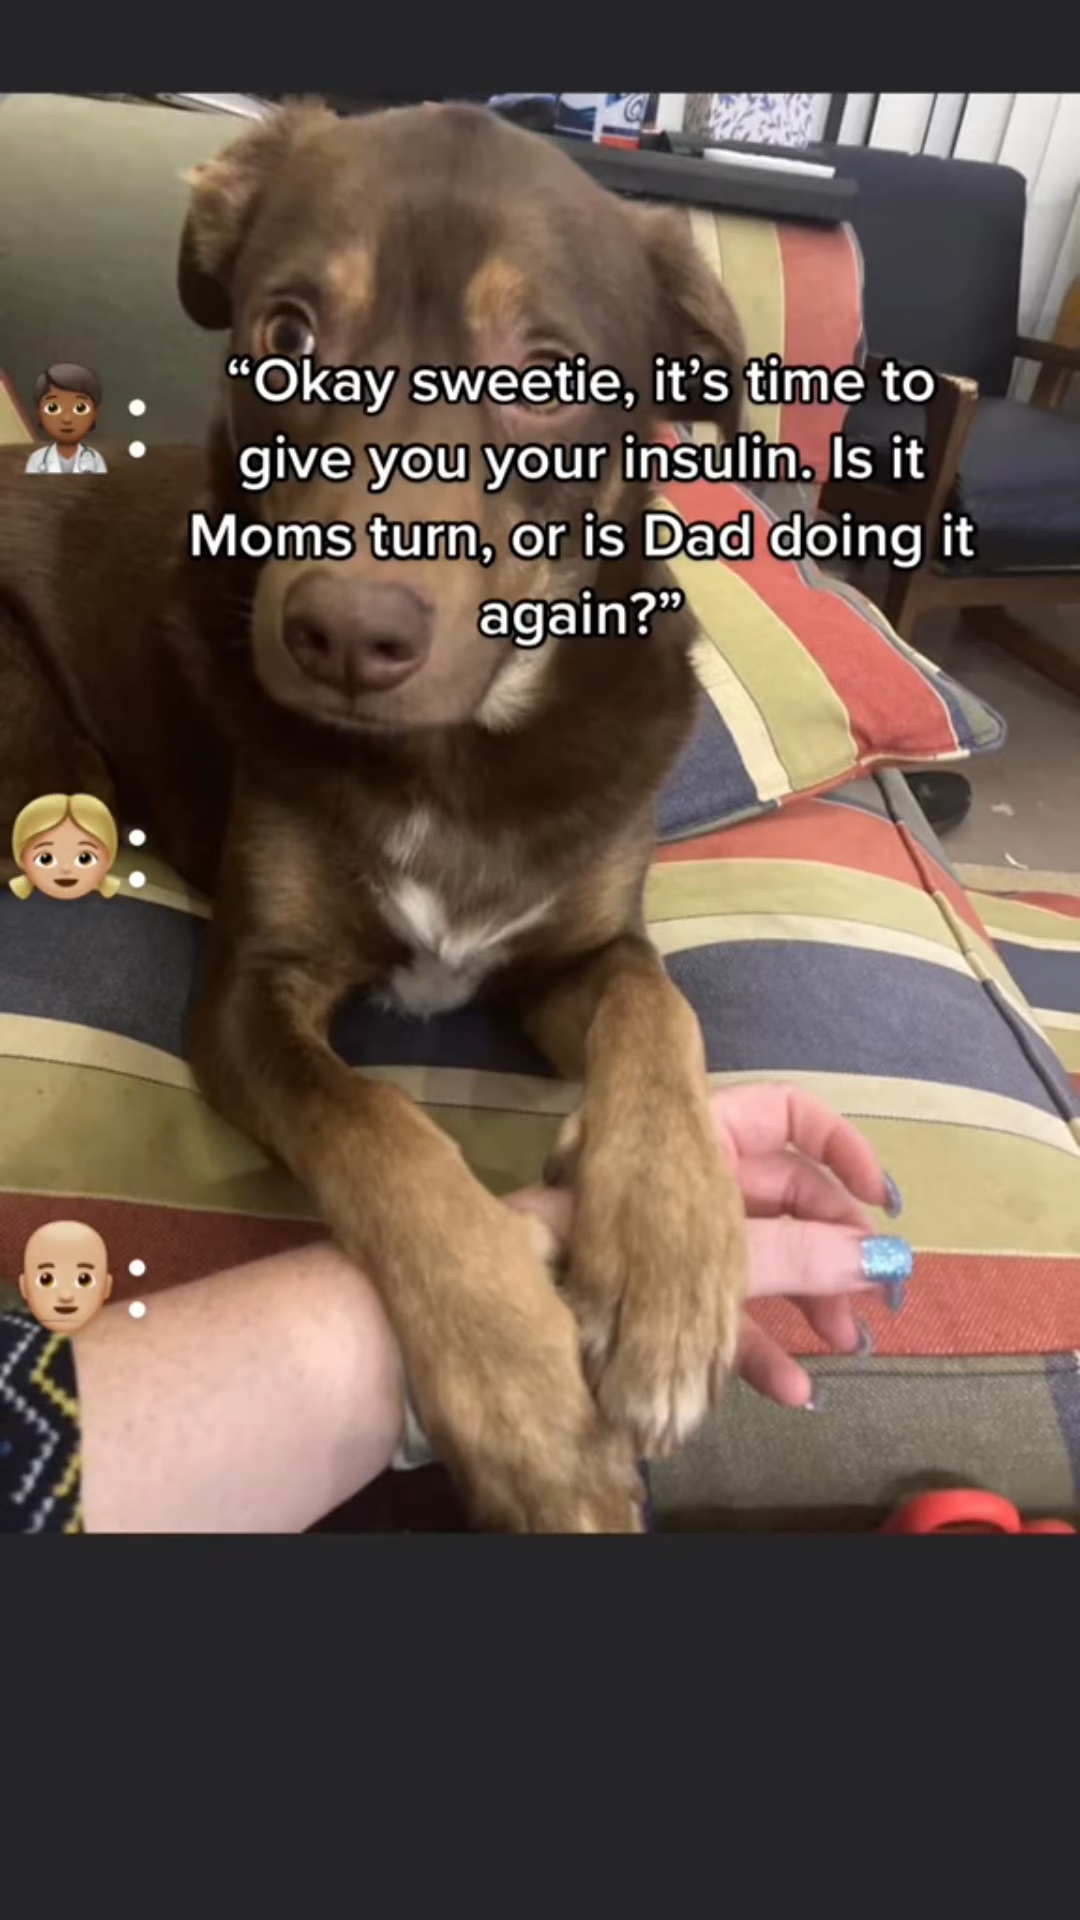 “Okay sweetie, it’s time to
give you your insulin. Is it
Moms turn, or is Dad doing it
again?”
:
:
: